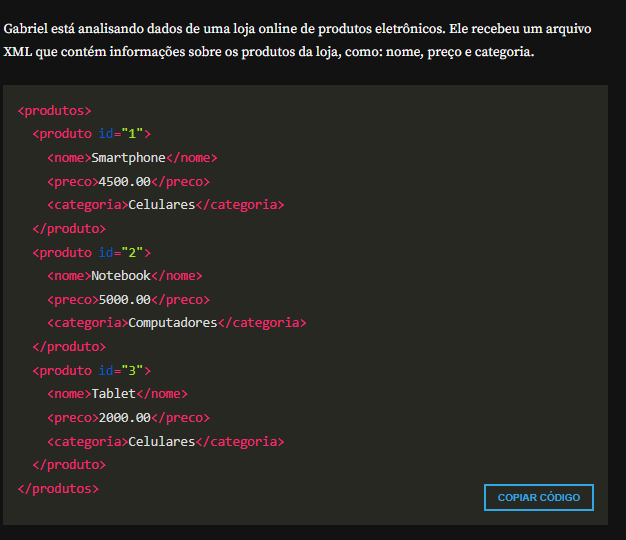 Gabriel está analisando dados de uma loja online de produtos eletrônicos. Ele recebeu um arquivo
XML que contém informações sobre os produtos da loja, como: nome, preço e categoria.
<produtos>
  <produto id="1">
    <nome>Smartphone</nome>
    <preco>4500.00</preco>
    <categoria>Celulares</categoria>
  </produto>
  <produto id="2">
    <nome>Notebook</nome>
    <preco>5000.00</preco>
    <categoria>Computadores</categoria>
  </produto>
  <produto id="3">
    <nome>Tablet</nome>
    <preco>2000.00</preco>
    <categoria>Celulares</categoria>
  </produto>
</produtos>
COPIAR CÓDIGO